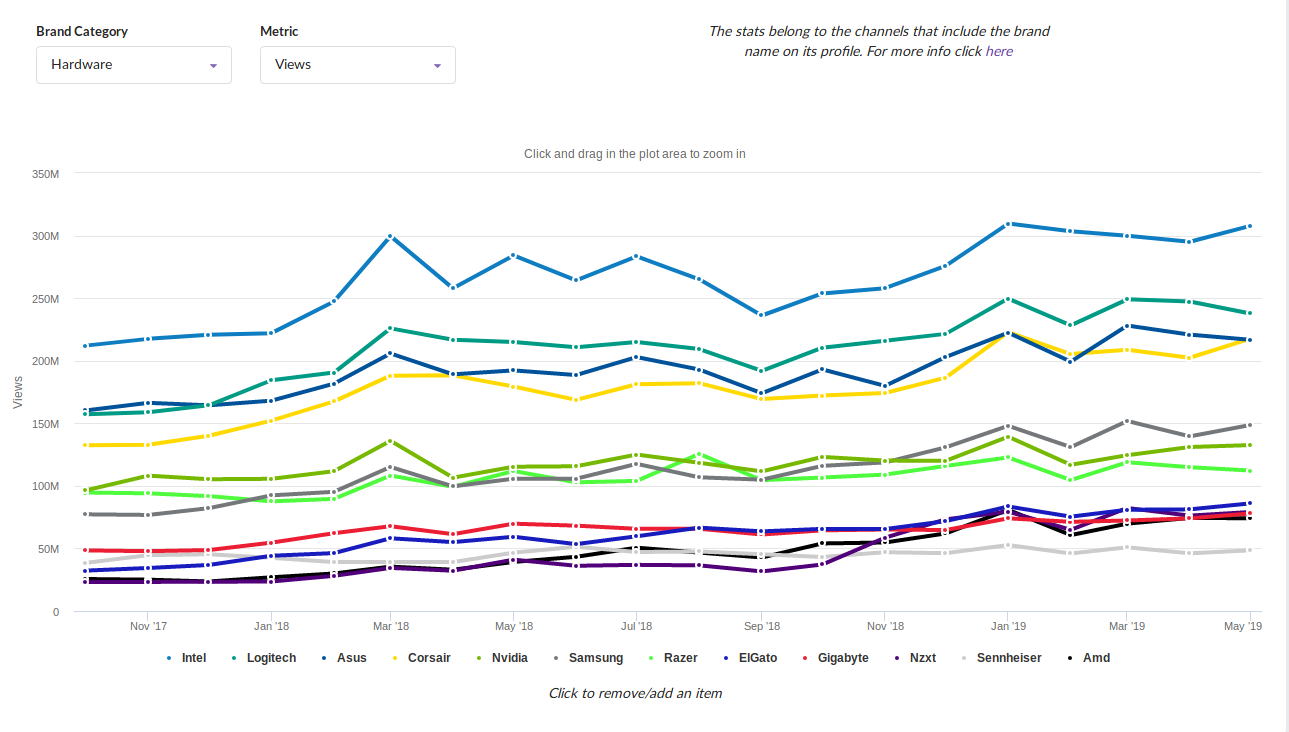 Brand Category
Metric
The stats belong to the channels that include the brand
name on its profile. For more info click here
Hardware
Views
Click and drag in the plot area to zoom in
350M
300M
250M
200M
150M
100M
50M
0
Views
Nov '17
Jan '18
Mar '18
May '18
Jul '18
Sep '18
Nov '18
Jan '19
Mar '19
May '19
Intel
Logitech
Asus
Corsair
Nvidia
Samsung
Razer
ElGato
Gigabyte
Nzxt
Sennheiser
Amd
Click to remove/add an item